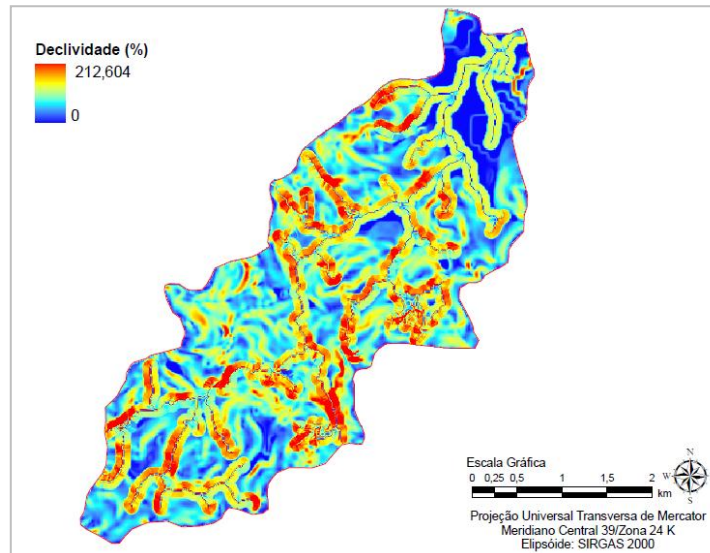 Declividade (%)
212,604
0
Escala Gráfica
0 0,25 0,5 1 1,5 2
km
N
W E
S
Projeção Universal Transversa de Mercator
Meridiano Central 39/Zona 24 K
Elipsóide: SIRGAS 2000